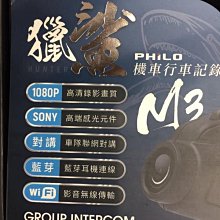 獵鯊
HUNTER
PHiLO
機車行車記錄
M3
1080P 高清錄影畫質
SONY 高端感光元件
對講 車隊聯網對講
藍芽 藍芽耳機連線
WiFi 影音無線傳輸
GROUP INTERCOM